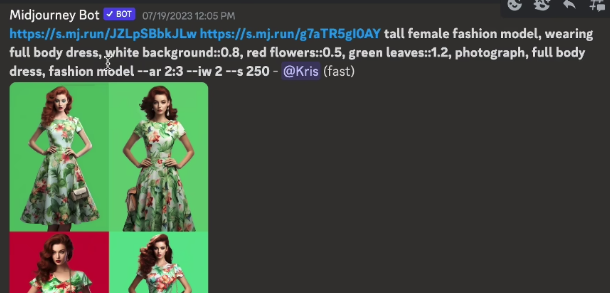 Midjourney Bot ✓ BOT 07/19/2023 12:05 PM
https://s.mj.run/JZLpSBbkJLw https://s.mj.run/g7aTR5gI0AY tall female fashion model, wearing
full body dress, white background::0.8, red flowers::0.5, green leaves::1.2, photograph, full body
dress, fashion model --ar 2:3 --iw 2 --s 250 - @Kris (fast)